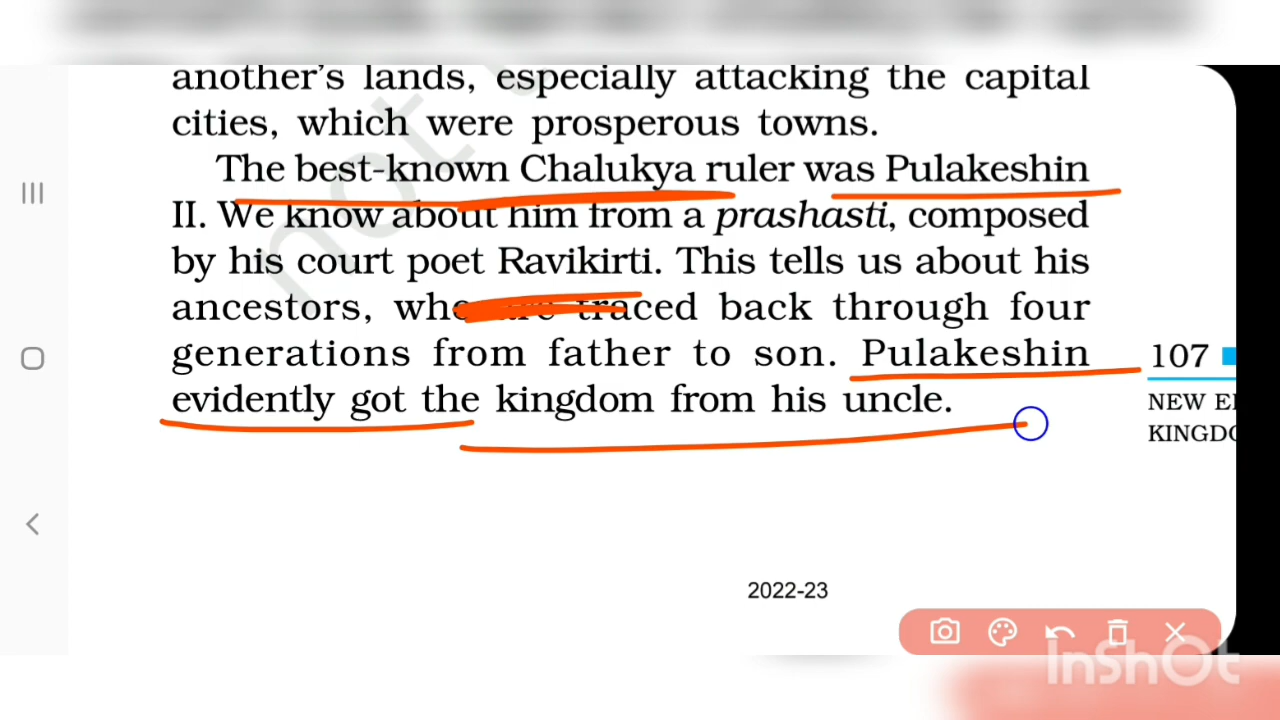 another's lands, especially attacking the capital
cities, which were prosperous towns.
The best-known Chalukya ruler was Pulakeshin
II. We know about him from a prashasti, composed
by his court poet Ravikirti. This tells us about his
ancestors, who are traced back through four
generations from father to son. Pulakeshin
evidently got the kingdom from his uncle.
107
NEW E
KINGD
not
2022-23
InShOt